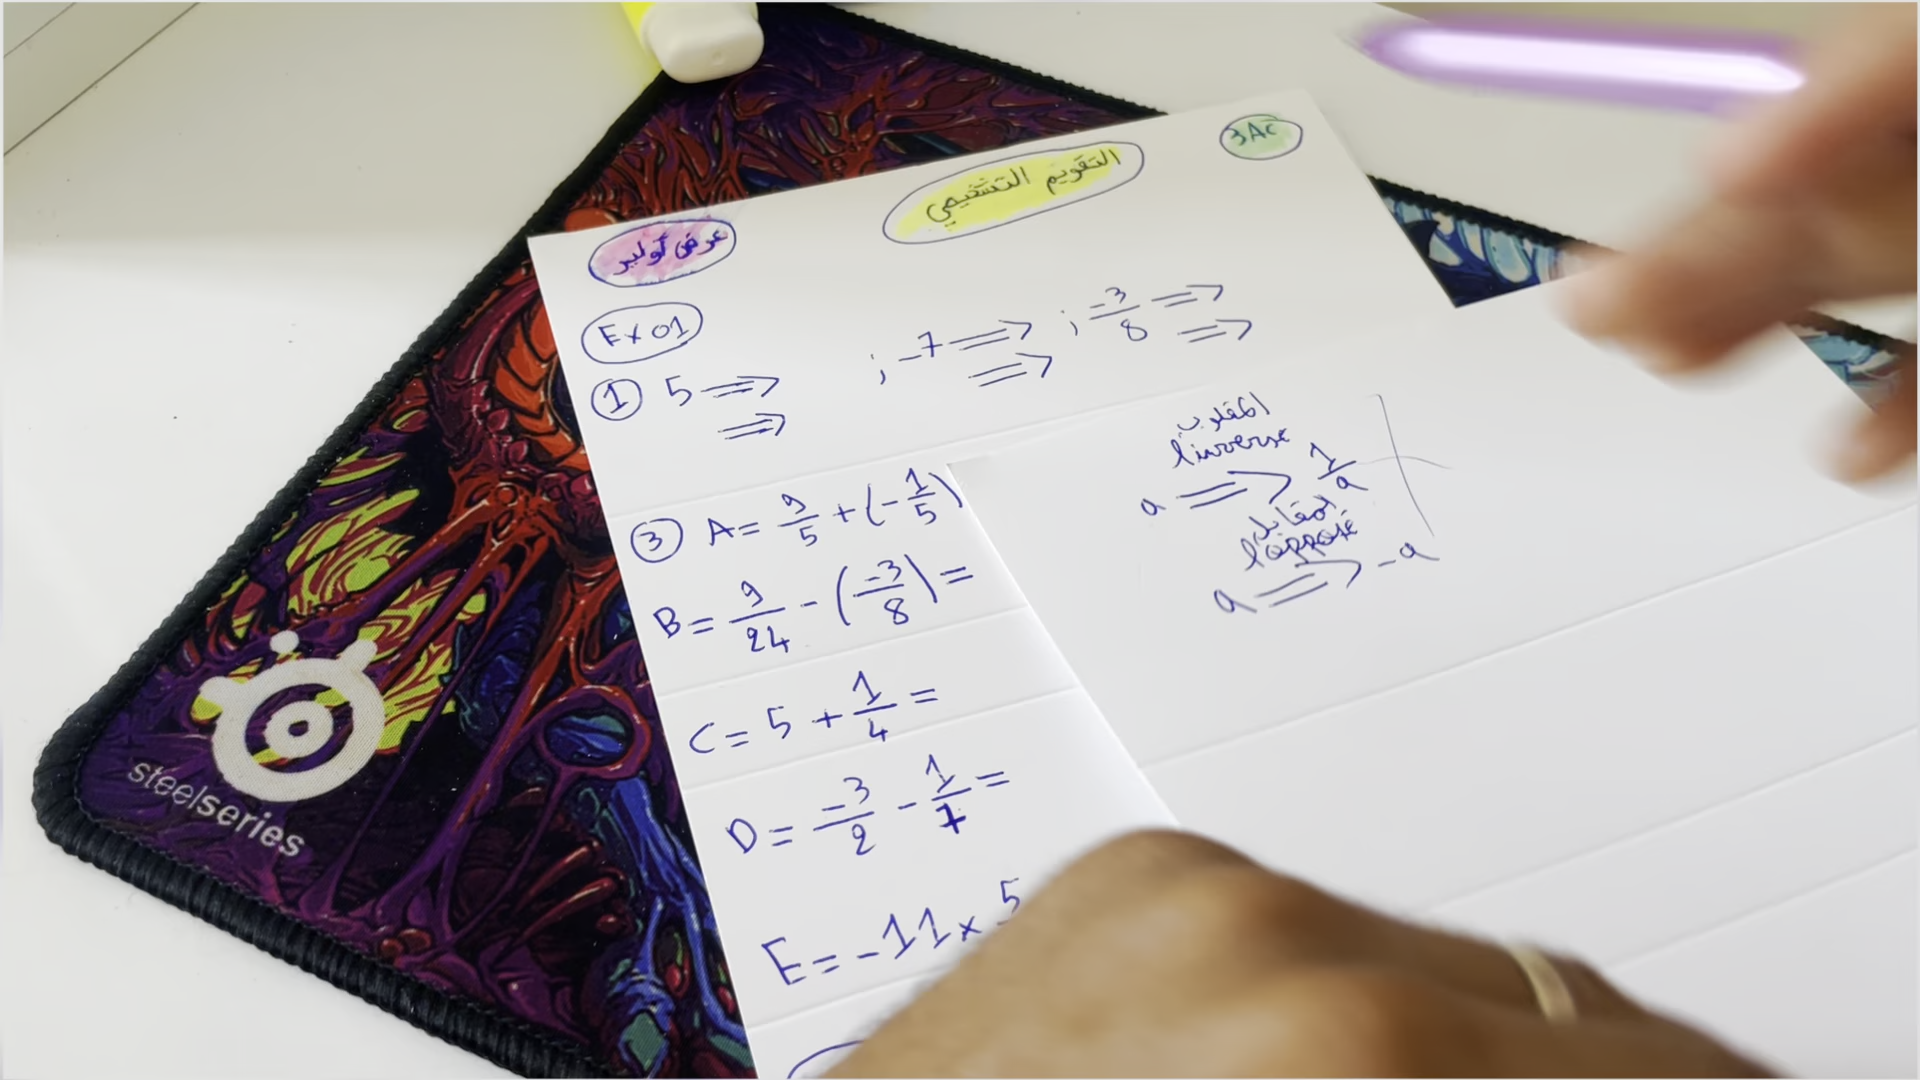 3AC
التقويم التشخيصي
عرض توليز
Ex 01
① 5 ⇒ ; -7 ⇒ ; -3/8 ⇒
⇒ ⇒ ⇒
المقلوب
l'inverse
a ⇒ 1/a
المقابل
l'opposé
a ⇒ -a
③ A = 9/5 + (-1/5)
B = 9/24 - (-3/8) =
C = 5 + 1/4 =
D = -3/2 - 1/7 =
E = -11 × 5
steelseries